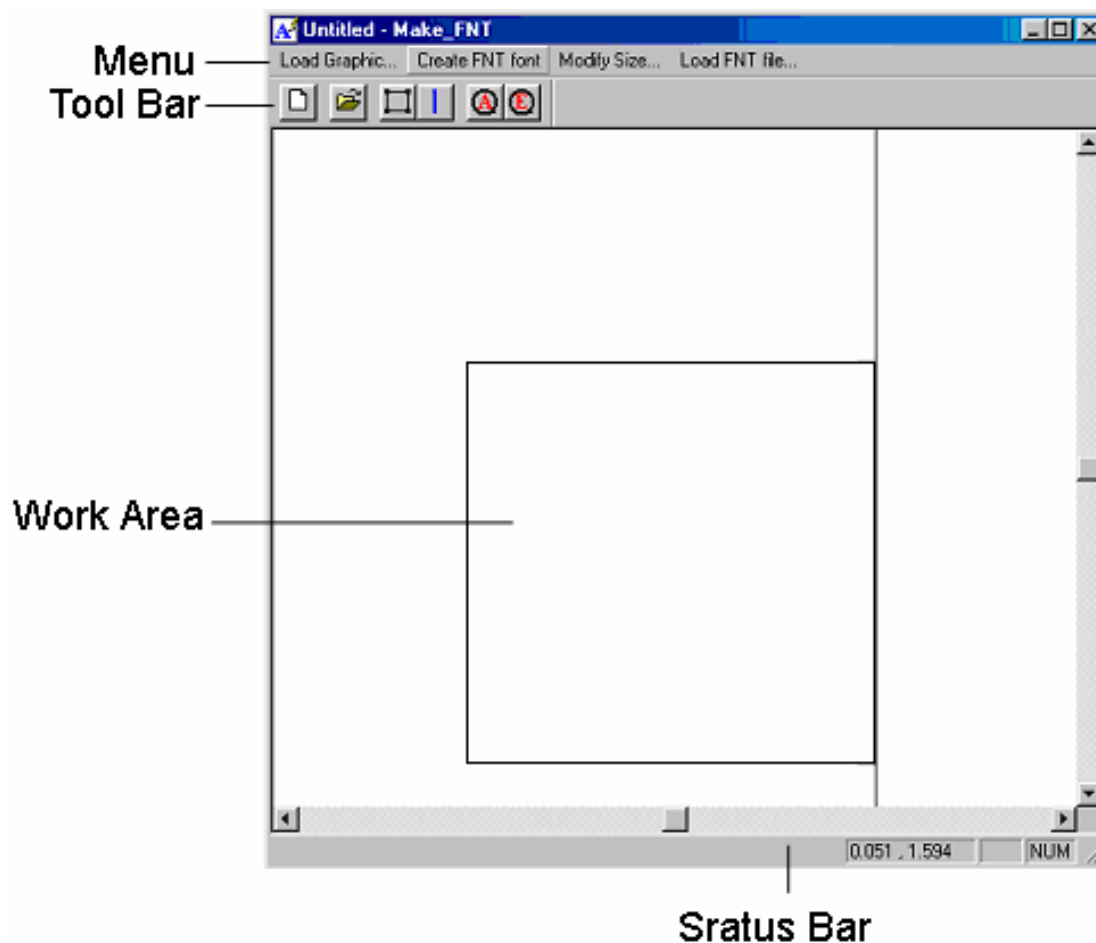 Untitled - Make_FNT
Menu
Load Graphic... Create FNT font Modify Size... Load FNT file...
Tool Bar
A E
Work Area
0.051 , 1.594 NUM
Sratus Bar